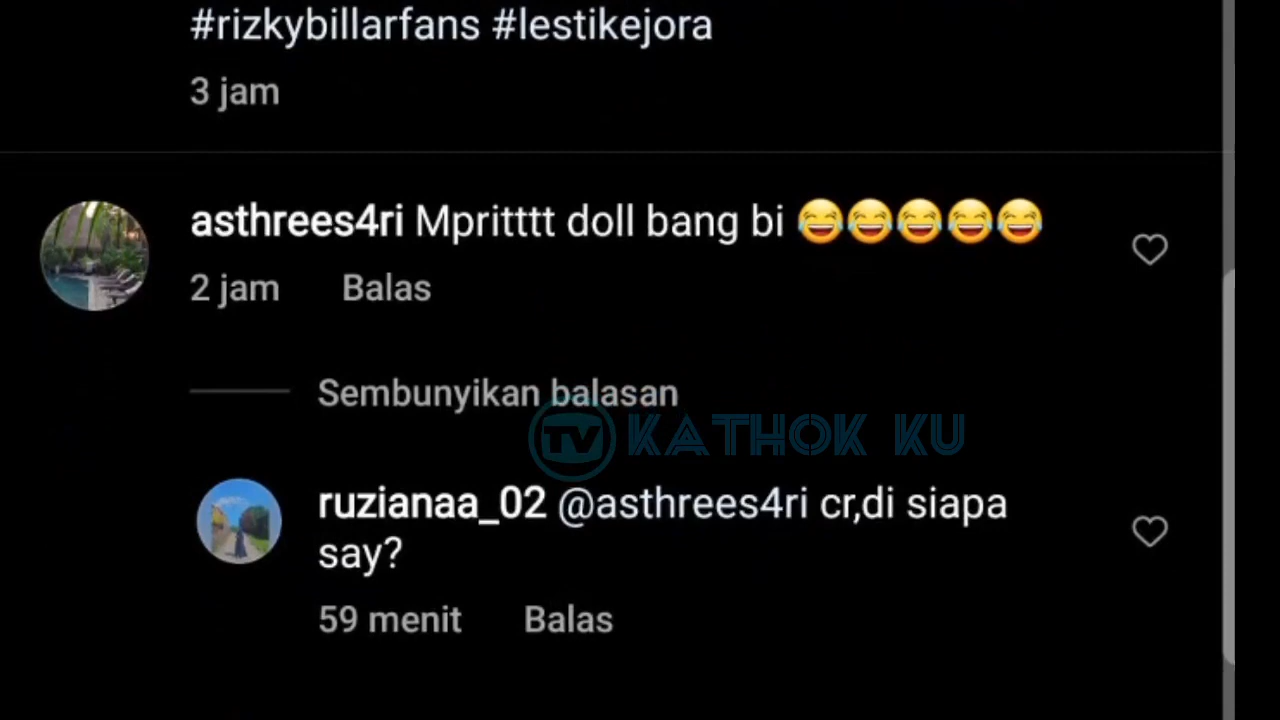 #rizkybillarfans #lestikejora
3 jam
asthrees4ri Mpritttt doll bang bi 😂😂😂😂😂
2 jam Balas
Sembunyikan balasan
TV KATHOK KU
ruzianaa_02 @asthrees4ri cr,di siapa
say?
59 menit Balas